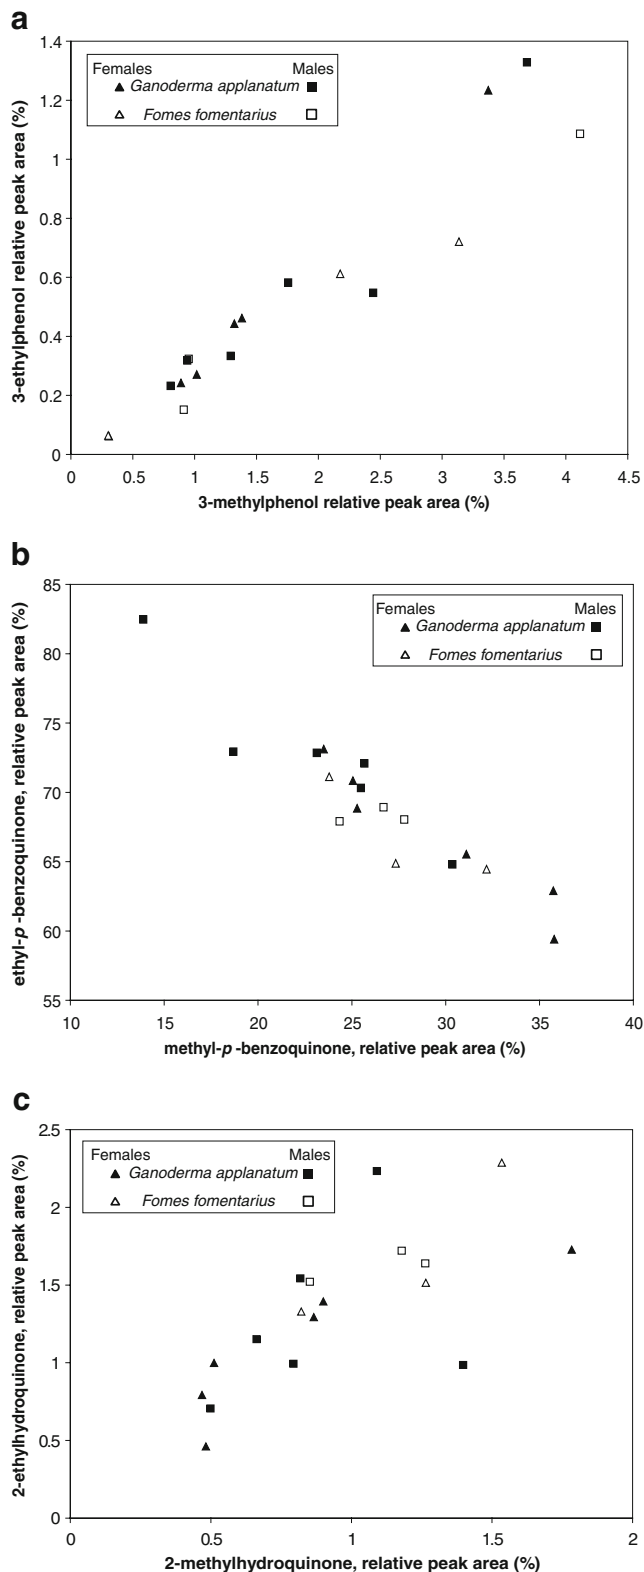 a
3-ethylphenol relative peak area (%)
1.4
1.2
1
0.8
0.6
0.4
0.2
0
Females Males
Ganoderma applanatum
Fomes fomentarius
0 0.5 1 1.5 2 2.5 3 3.5 4 4.5
3-methylphenol relative peak area (%)
b
ethyl-p -benzoquinone, relative peak area (%)
85
80
75
70
65
60
55
Females Males
Ganoderma applanatum
Fomes fomentarius
10 15 20 25 30 35 40
methyl-p -benzoquinone, relative peak area (%)
c
2-ethylhydroquinone, relative peak area (%)
2.5
2
1.5
1
0.5
0
Females Males
Ganoderma applanatum
Fomes fomentarius
0 0.5 1 1.5 2
2-methylhydroquinone, relative peak area (%)